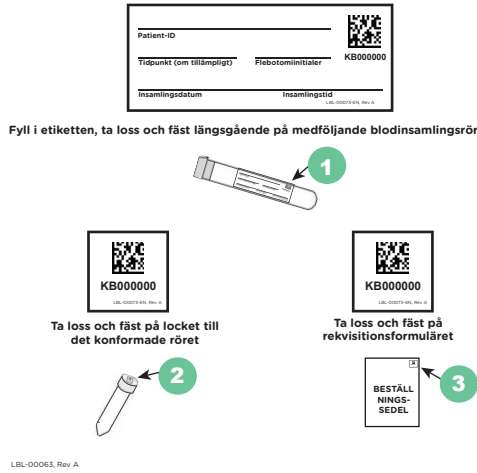 Patient-ID
Tidpunkt (om tillämpligt) Flebotomiinitialer KB000000
Insamlingsdatum Insamlingstid
LBL-00073-EN, Rev A
Fyll i etiketten, ta loss och fäst längsgående på medföljande blodinsamlingsrör
1
KB000000
LBL-00073-EN, Rev A
KB000000
LBL-00073-EN, Rev A
Ta loss och fäst på locket till
det konformade röret
Ta loss och fäst på
rekvisitionsformuläret
2
BESTÄLL
NINGS-
SEDEL
3
LBL-00063, Rev A